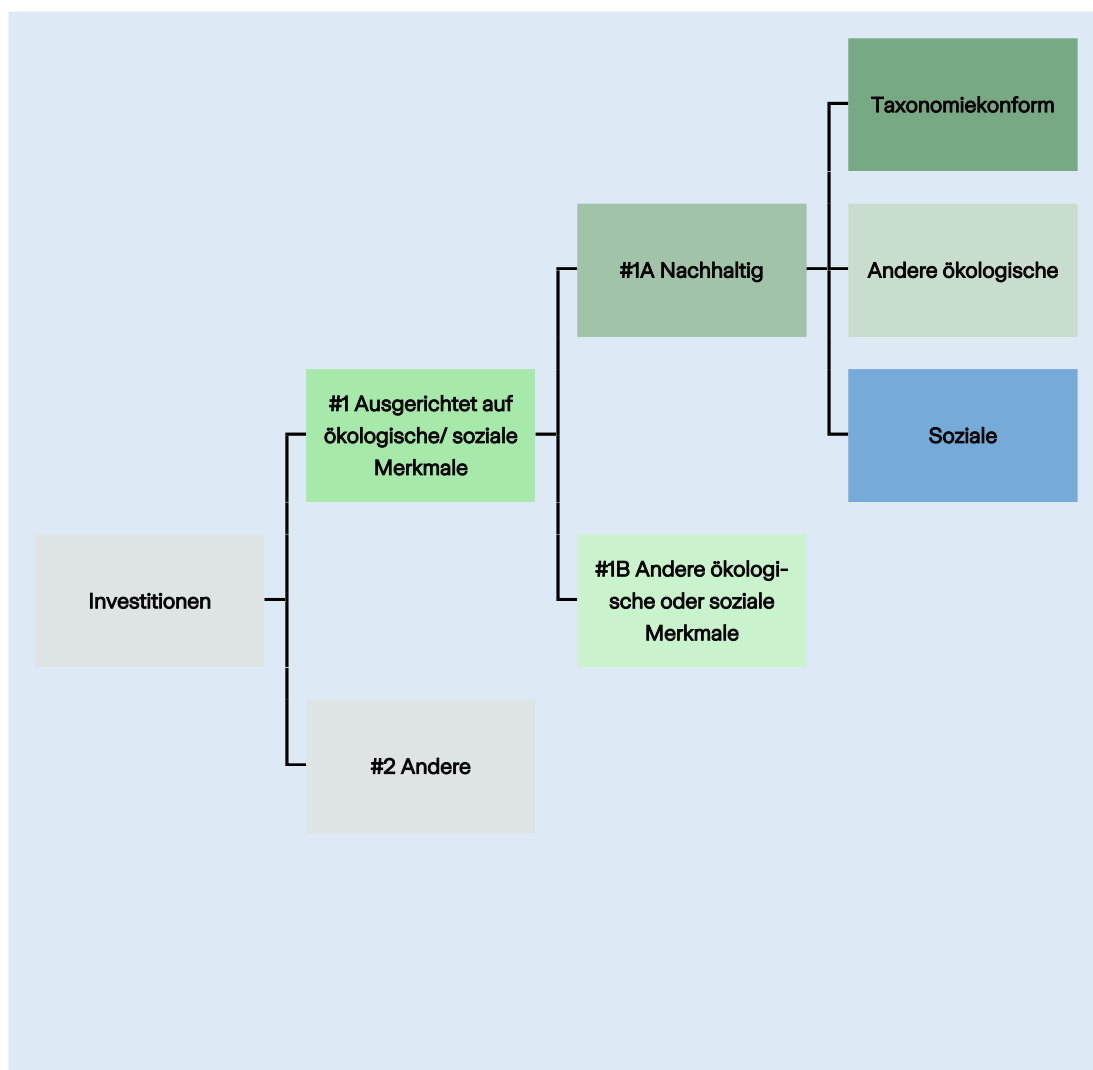 Taxonomiekonform
#1A Nachhaltig
Andere ökologische
#1 Ausgerichtet auf
ökologische/ soziale
Merkmale
Soziale
Investitionen
#1B Andere ökologi-
sche oder soziale
Merkmale
#2 Andere